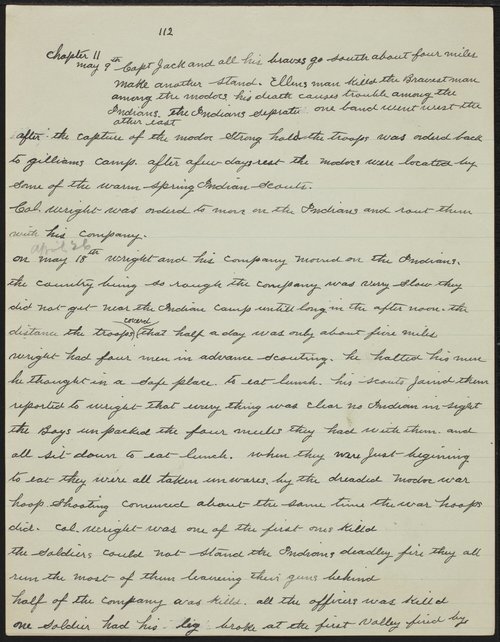 112
Chapter 11
may 9th Capt Jack and all his braves go south about four miles
make another stand. Ellens man kills the Bravest man
among the modocs his death causes trouble among the
Indians. the Indians seprate one band went west the
other east
after the capture of the modoc Strong hold the troops was orderd back
to gilliams camp. after afew days rest the modocs were located by
some of the warm spring Indian scouts.
Col. wright was orderd to move on the Indians and rout them
with his company.
april 26
on may 18th wright and his company moved on the Indians.
the country being so rough the company was very slow they
did not get near the Indian camp untill long in the after noon. the
coverd
distance the troops that half a day was only about five miles
wright had four men in advance scouting. he halted his men
he thought in a safe place to eat lunch. his scouts Joind them
reported to wright that every thing was clear no Indian in sight
the Boys unpacked the four mules they had with them and
all sit down to eat lunch. when they were Just begining
to eat they were all taken unwares by the dreaded modoc war
hoop. Shooting comenced about the same time the war hoops
did. Col. wright was one of the first ones killd
the soldiers could not stand the Indians deadly fire they all
run the most of them leaveing their guns behind
half of the company was killd. all the officers was killd
one soldier had his leg broke at the first valley fired by